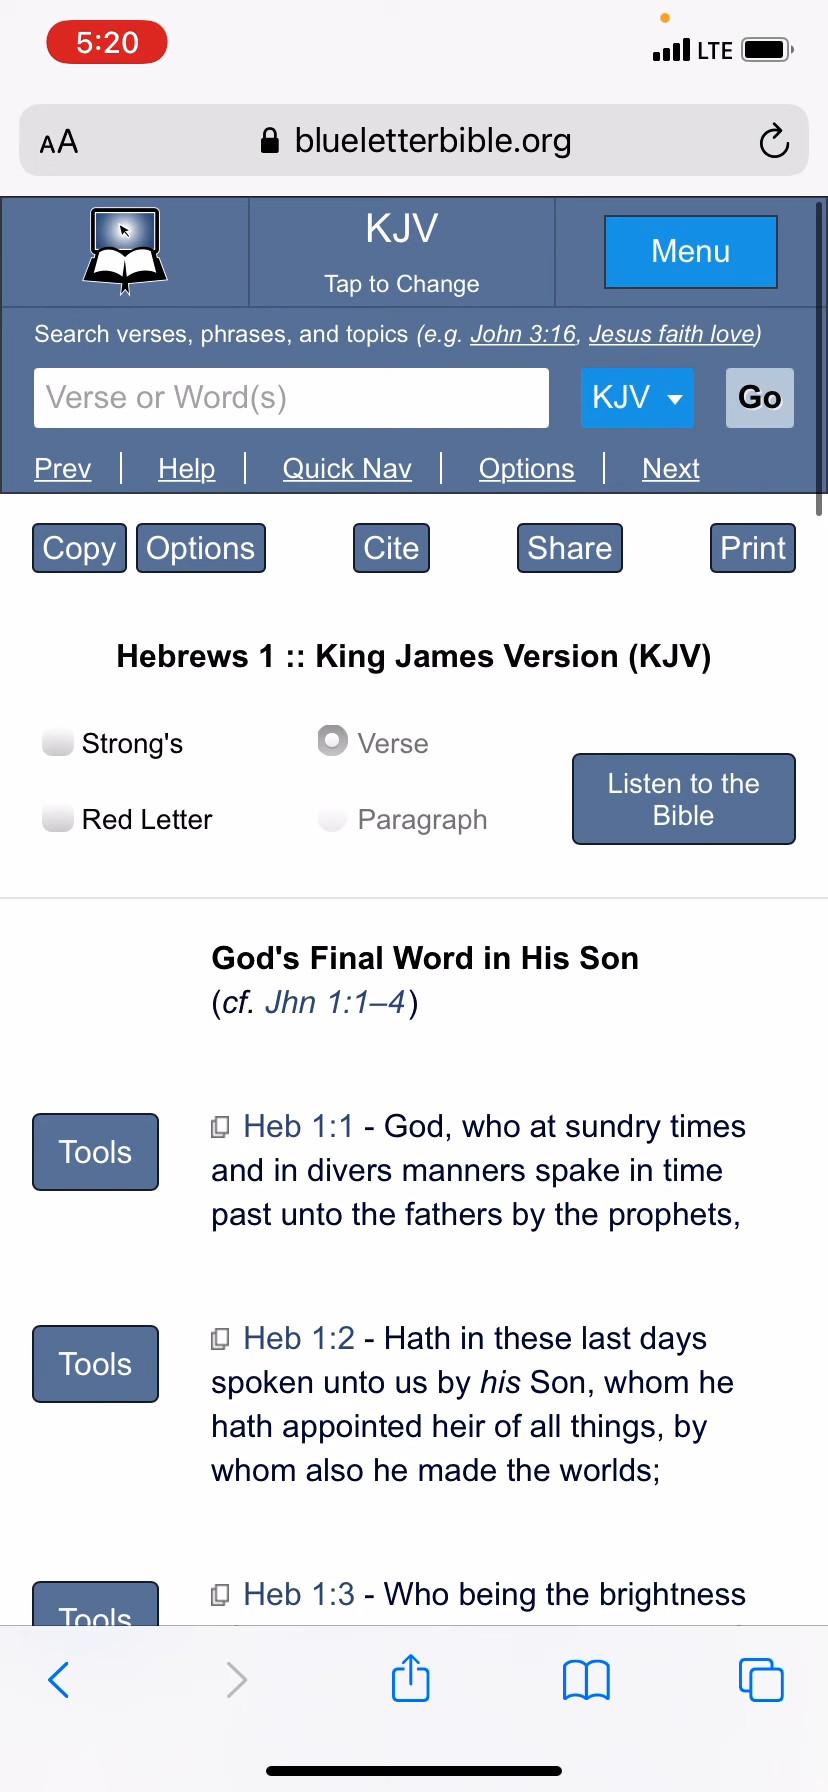 5:20
LTE
AA
blueletterbible.org
KJV
Tap to Change
Menu
Search verses, phrases, and topics (e.g. John 3:16, Jesus faith love)
Verse or Word(s)
KJV
Go
Prev | Help | Quick Nav | Options | Next
Copy Options Cite Share Print
Hebrews 1 :: King James Version (KJV)
Strong's
Verse
Red Letter
Paragraph
Listen to the
Bible
God's Final Word in His Son
(cf. Jhn 1:1–4)
Tools
Heb 1:1 - God, who at sundry times
and in divers manners spake in time
past unto the fathers by the prophets,
Tools
Heb 1:2 - Hath in these last days
spoken unto us by his Son, whom he
hath appointed heir of all things, by
whom also he made the worlds;
Tools
Heb 1:3 - Who being the brightness